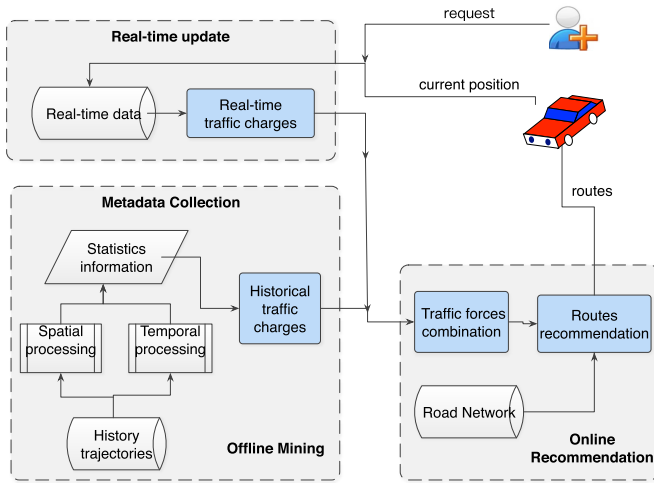 request
Real-time update
current position
Real-time data
Real-time
traffic charges
routes
Metadata Collection
Statistics
information
Historical
traffic
charges
Traffic forces
combination
Routes
recommendation
Spatial
processing
Temporal
processing
Road Network
History
trajectories
Offline Mining
Online
Recommendation